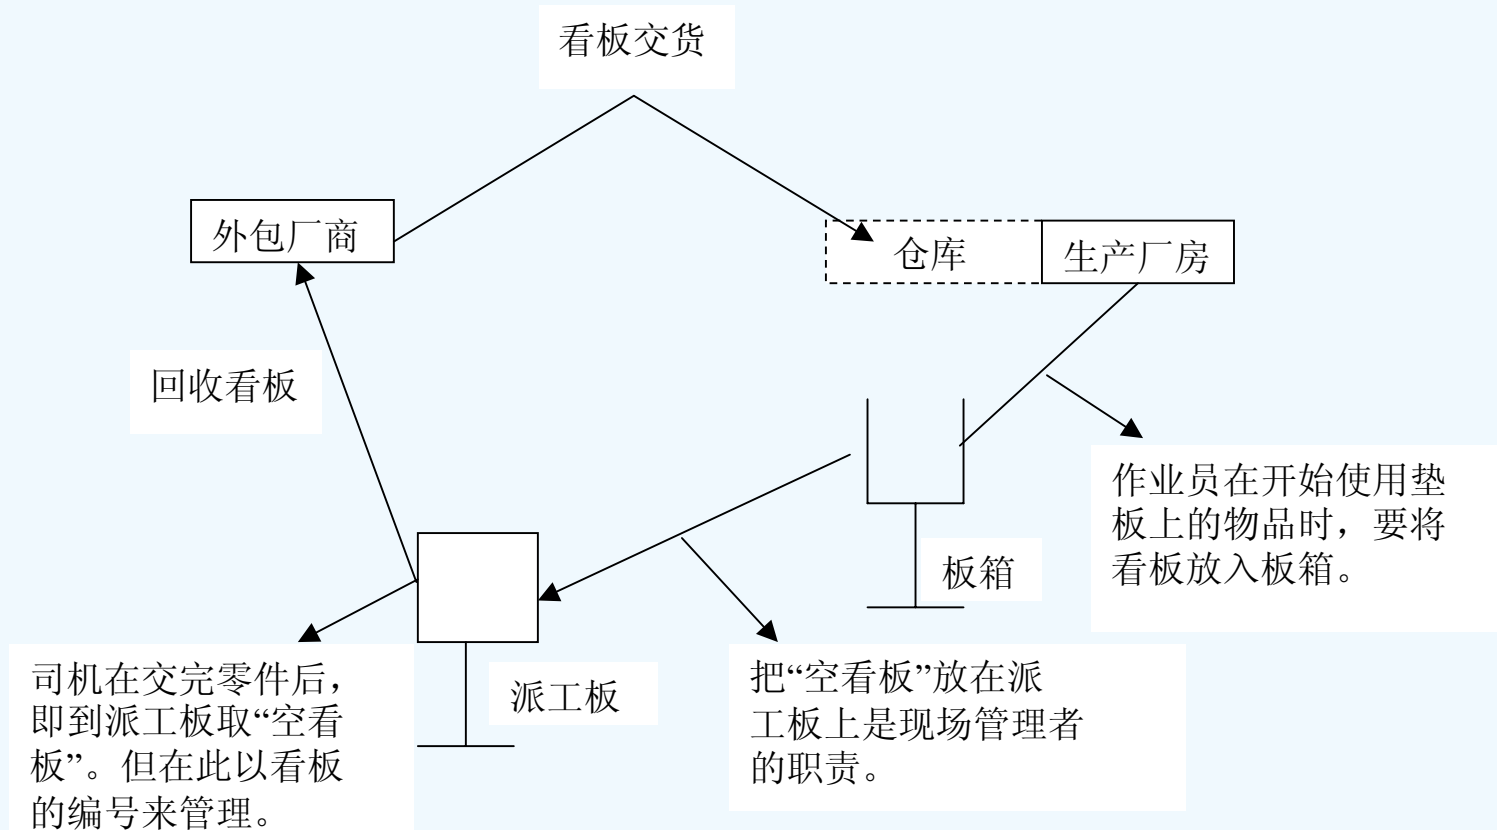 看板交货
外包厂商
仓库
生产厂房
回收看板
作业员在开始使用垫
板上的物品时，要将
看板放入板箱。
板箱
司机在交完零件后，
即到派工板取“空看
板”。但在此以看板
的编号来管理。
派工板
把“空看板”放在派
工板上是现场管理者
的职责。